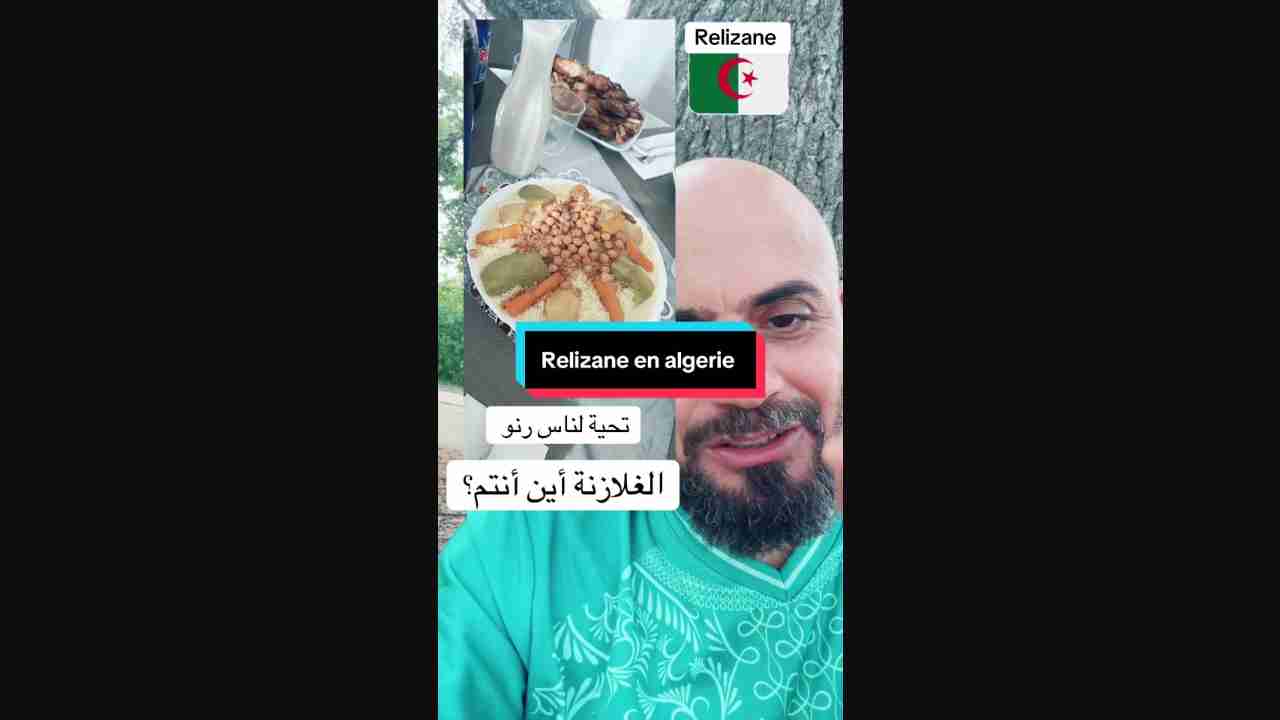 Relizane
Relizane en algerie
تحية لناس رنو
الغلازنة أين أنتم؟